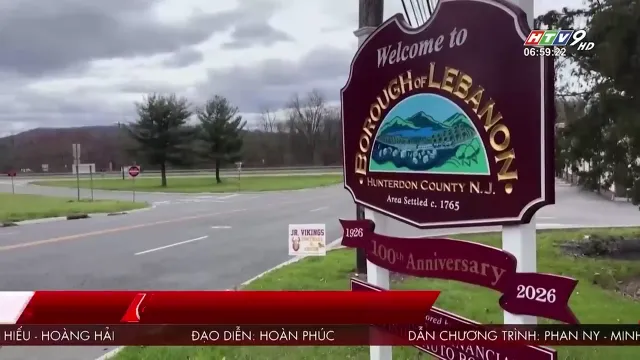 HTV9 HD
06:59:22
Welcome to
BOROUGH OF LEBANON
HUNTERDON COUNTY N.J.
Area Settled c. 1765
1926
100th Anniversary
2026
JR. VIKINGS
HIẾU - HOÀNG HẢI
ĐẠO DIỄN: HOÀN PHÚC
DẪN CHƯƠNG TRÌNH: PHAN NY - MINH